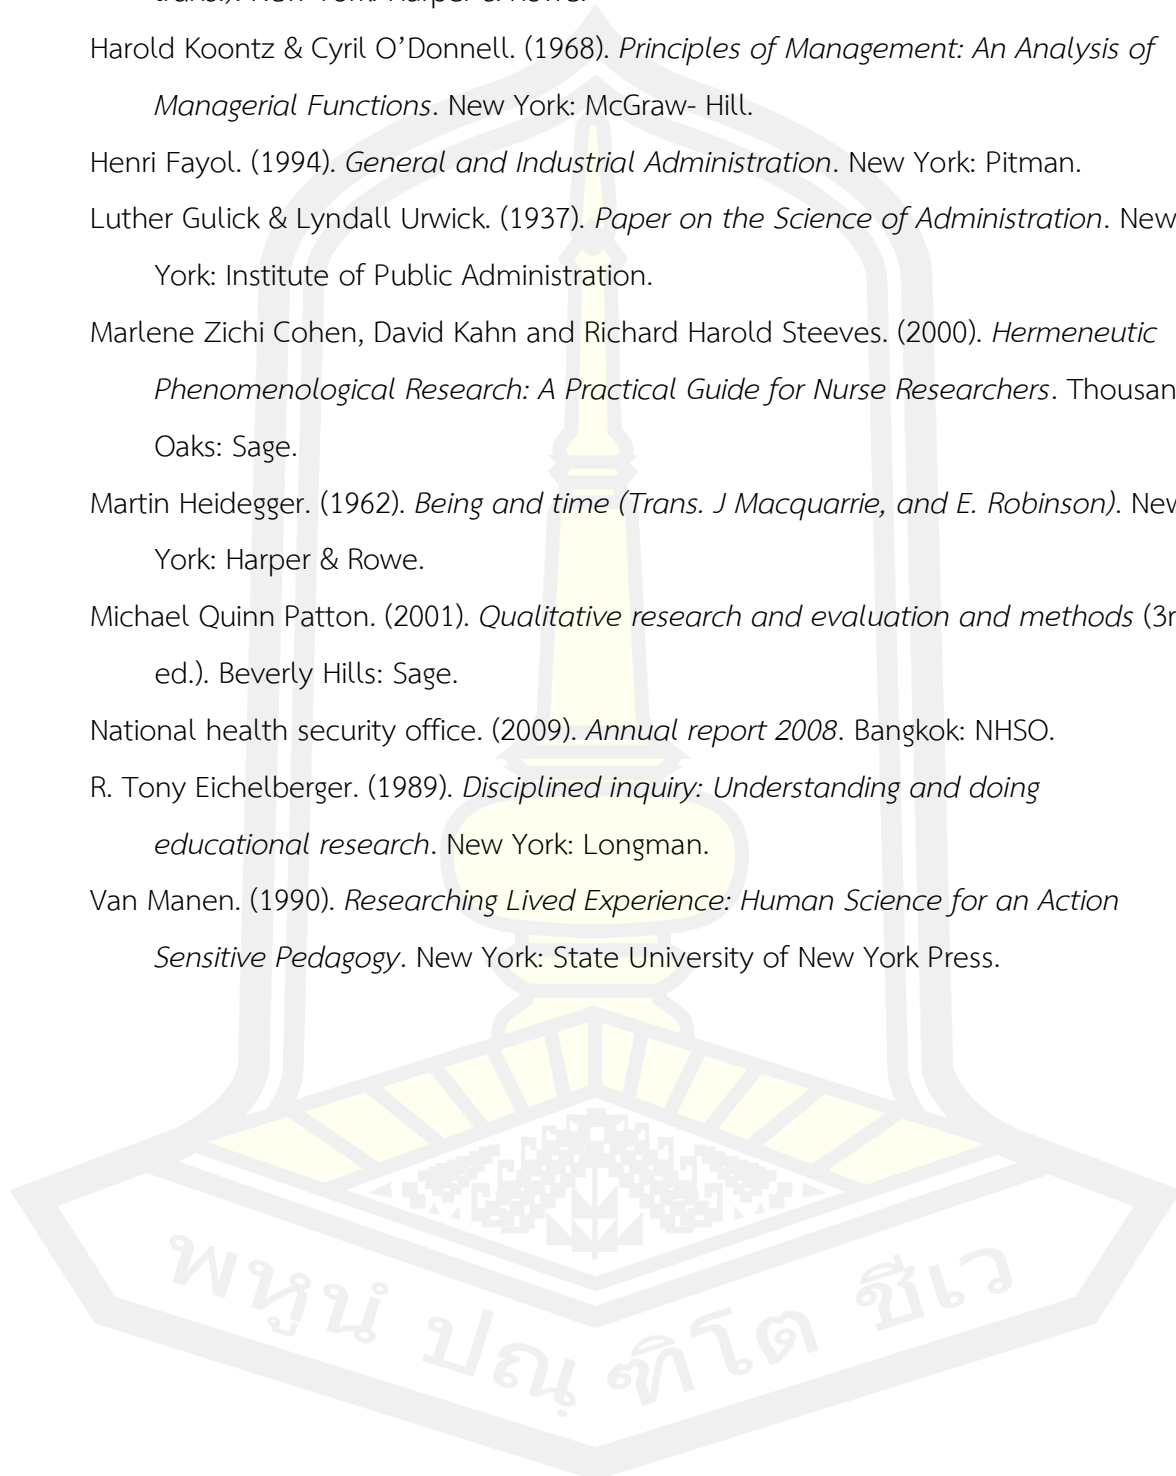 Harold Koontz & Cyril O’Donnell. (1968). Principles of Management: An Analysis of
Managerial Functions. New York: McGraw- Hill.
Henri Fayol. (1994). General and Industrial Administration. New York: Pitman.
Luther Gulick & Lyndall Urwick. (1937). Paper on the Science of Administration. New
York: Institute of Public Administration.
Marlene Zichi Cohen, David Kahn and Richard Harold Steeves. (2000). Hermeneutic
Phenomenological Research: A Practical Guide for Nurse Researchers. Thousan
Oaks: Sage.
Martin Heidegger. (1962). Being and time (Trans. J Macquarrie, and E. Robinson). New
York: Harper & Rowe.
Michael Quinn Patton. (2001). Qualitative research and evaluation and methods (3r
ed.). Beverly Hills: Sage.
National health security office. (2009). Annual report 2008. Bangkok: NHSO.
R. Tony Eichelberger. (1989). Disciplined inquiry: Understanding and doing
educational research. New York: Longman.
Van Manen. (1990). Researching Lived Experience: Human Science for an Action
Sensitive Pedagogy. New York: State University of New York Press.
พหูนํ ปณฺฑิโต ชีเว